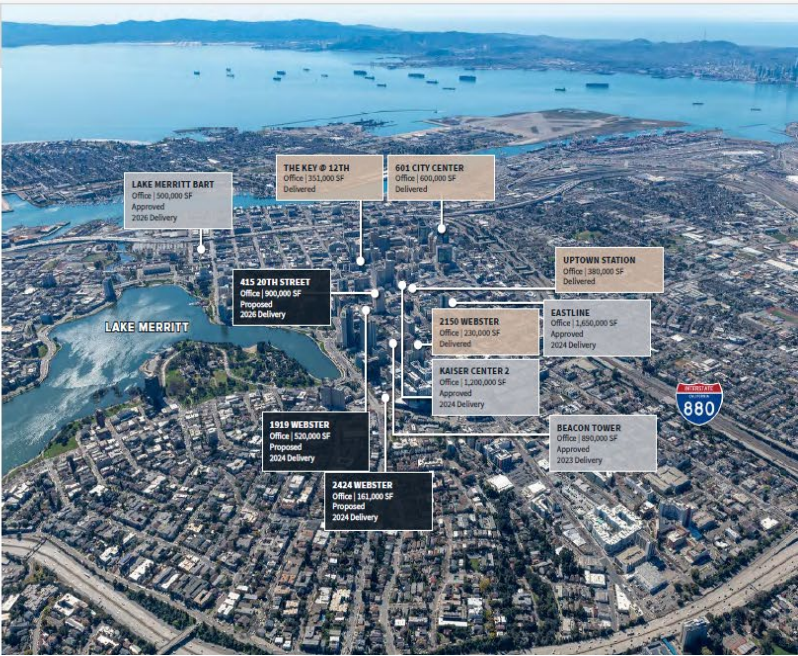 THE KEY @ 12TH
Office | 351,000 SF
Delivered
601 CITY CENTER
Office | 600,000 SF
Delivered
LAKE MERRITT BART
Office | 500,000 SF
Approved
2026 Delivery
UPTOWN STATION
Office | 380,000 SF
Delivered
415 20TH STREET
Office | 900,000 SF
Proposed
2026 Delivery
EASTLINE
Office | 1,650,000 SF
Approved
2024 Delivery
2150 WEBSTER
Office | 230,000 SF
Delivered
LAKE MERRITT
KAISER CENTER 2
Office | 1,200,000 SF
Approved
2024 Delivery
INTERSTATE
CALIFORNIA
880
1919 WEBSTER
Office | 520,000 SF
Proposed
2024 Delivery
BEACON TOWER
Office | 890,000 SF
Approved
2023 Delivery
2424 WEBSTER
Office | 161,000 SF
Proposed
2024 Delivery